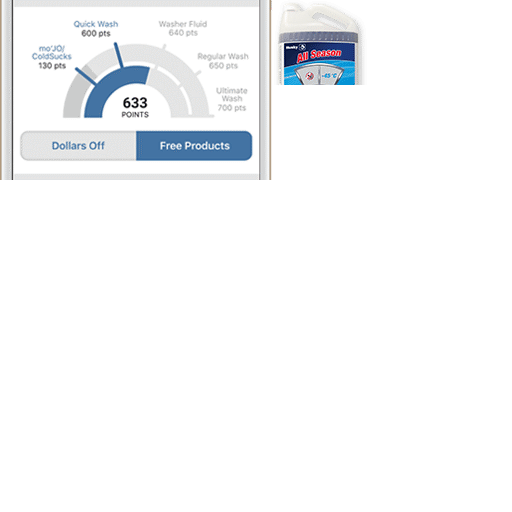 Quick Wash
600 pts
Washer Fluid
640 pts
mo'JO/
ColdSucks
130 pts
Regular Wash
650 pts
Ultimate
Wash
700 pts
633
POINTS
Dollars Off
Free Products
Husky
All Season
-45°C